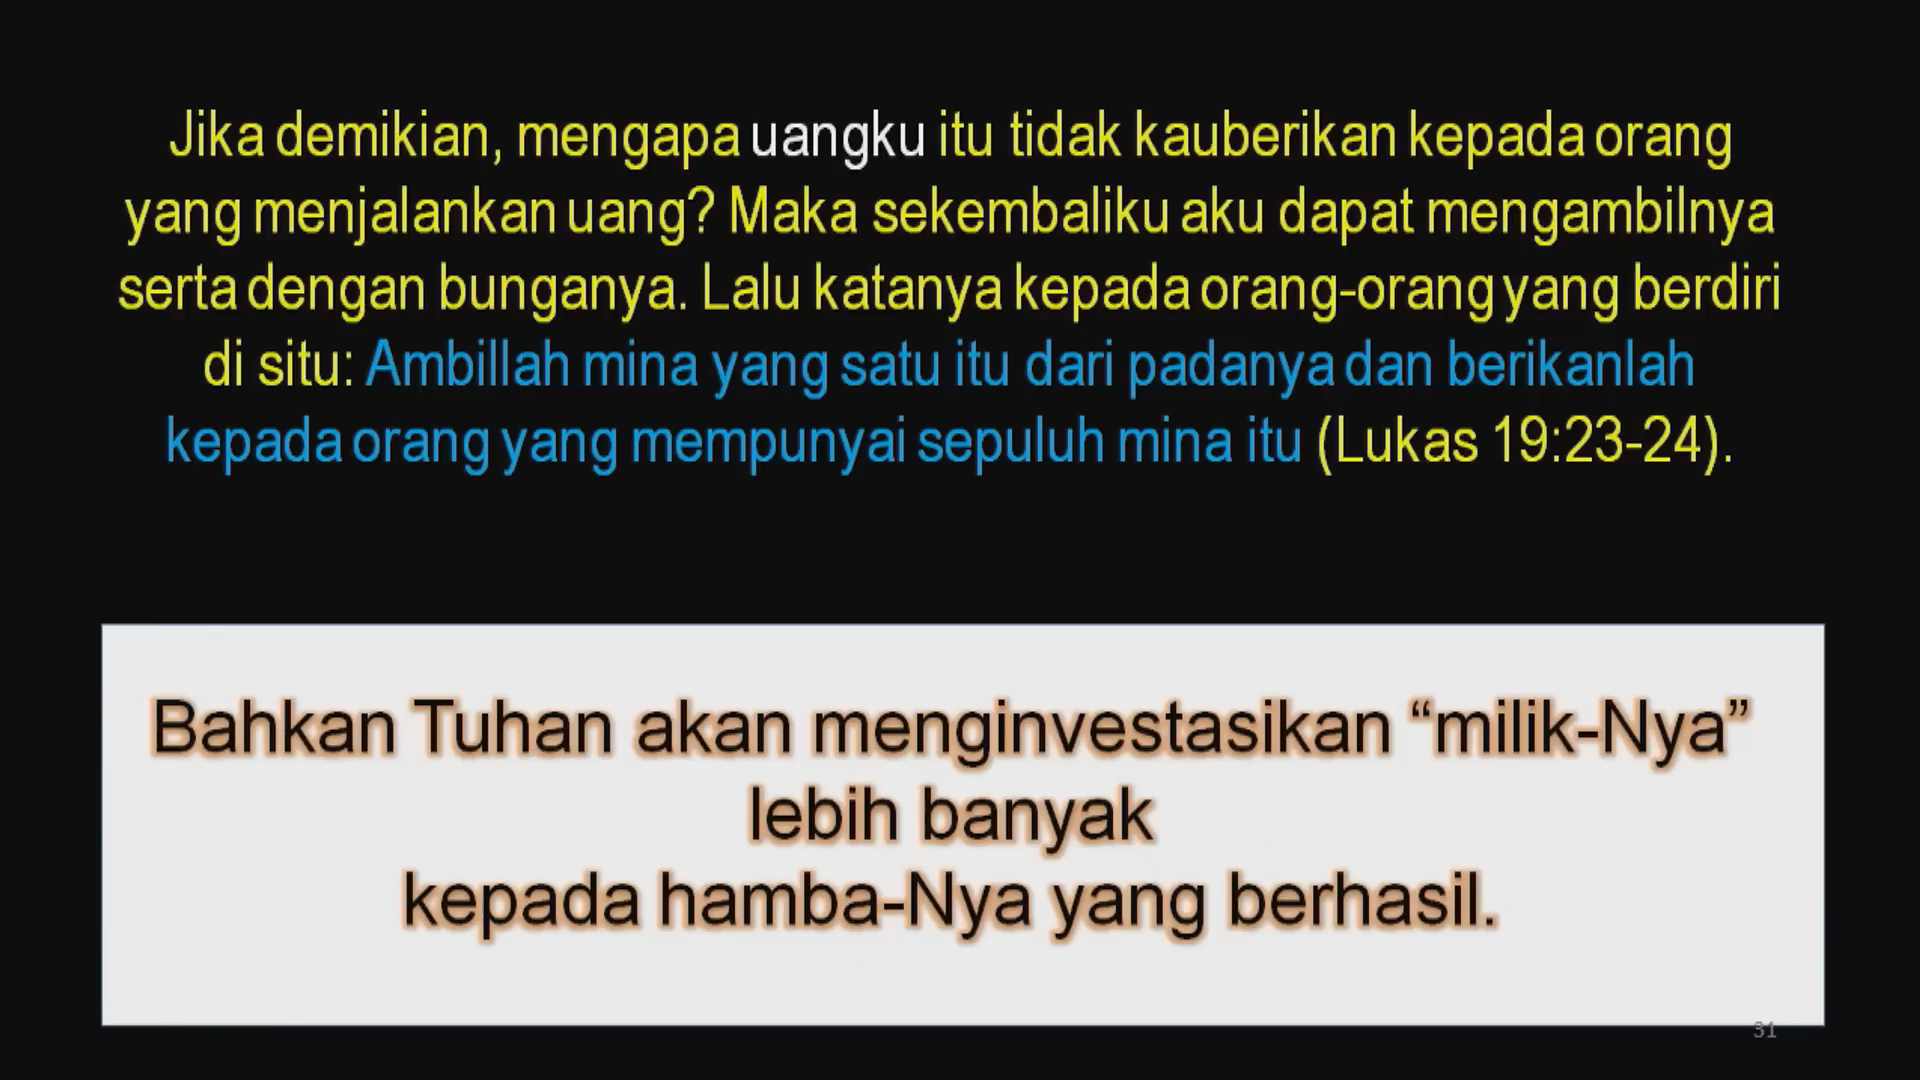 Jika demikian, mengapa uangku itu tidak kauberikan kepada orang
yang menjalankan uang? Maka sekembaliku aku dapat mengambilnya
serta dengan bunganya. Lalu katanya kepada orang-orang yang berdiri
di situ: Ambillah mina yang satu itu dari padanya dan berikanlah
kepada orang yang mempunyai sepuluh mina itu (Lukas 19:23-24).
Bahkan Tuhan akan menginvestasikan “milik-Nya”
lebih banyak
kepada hamba-Nya yang berhasil.
31